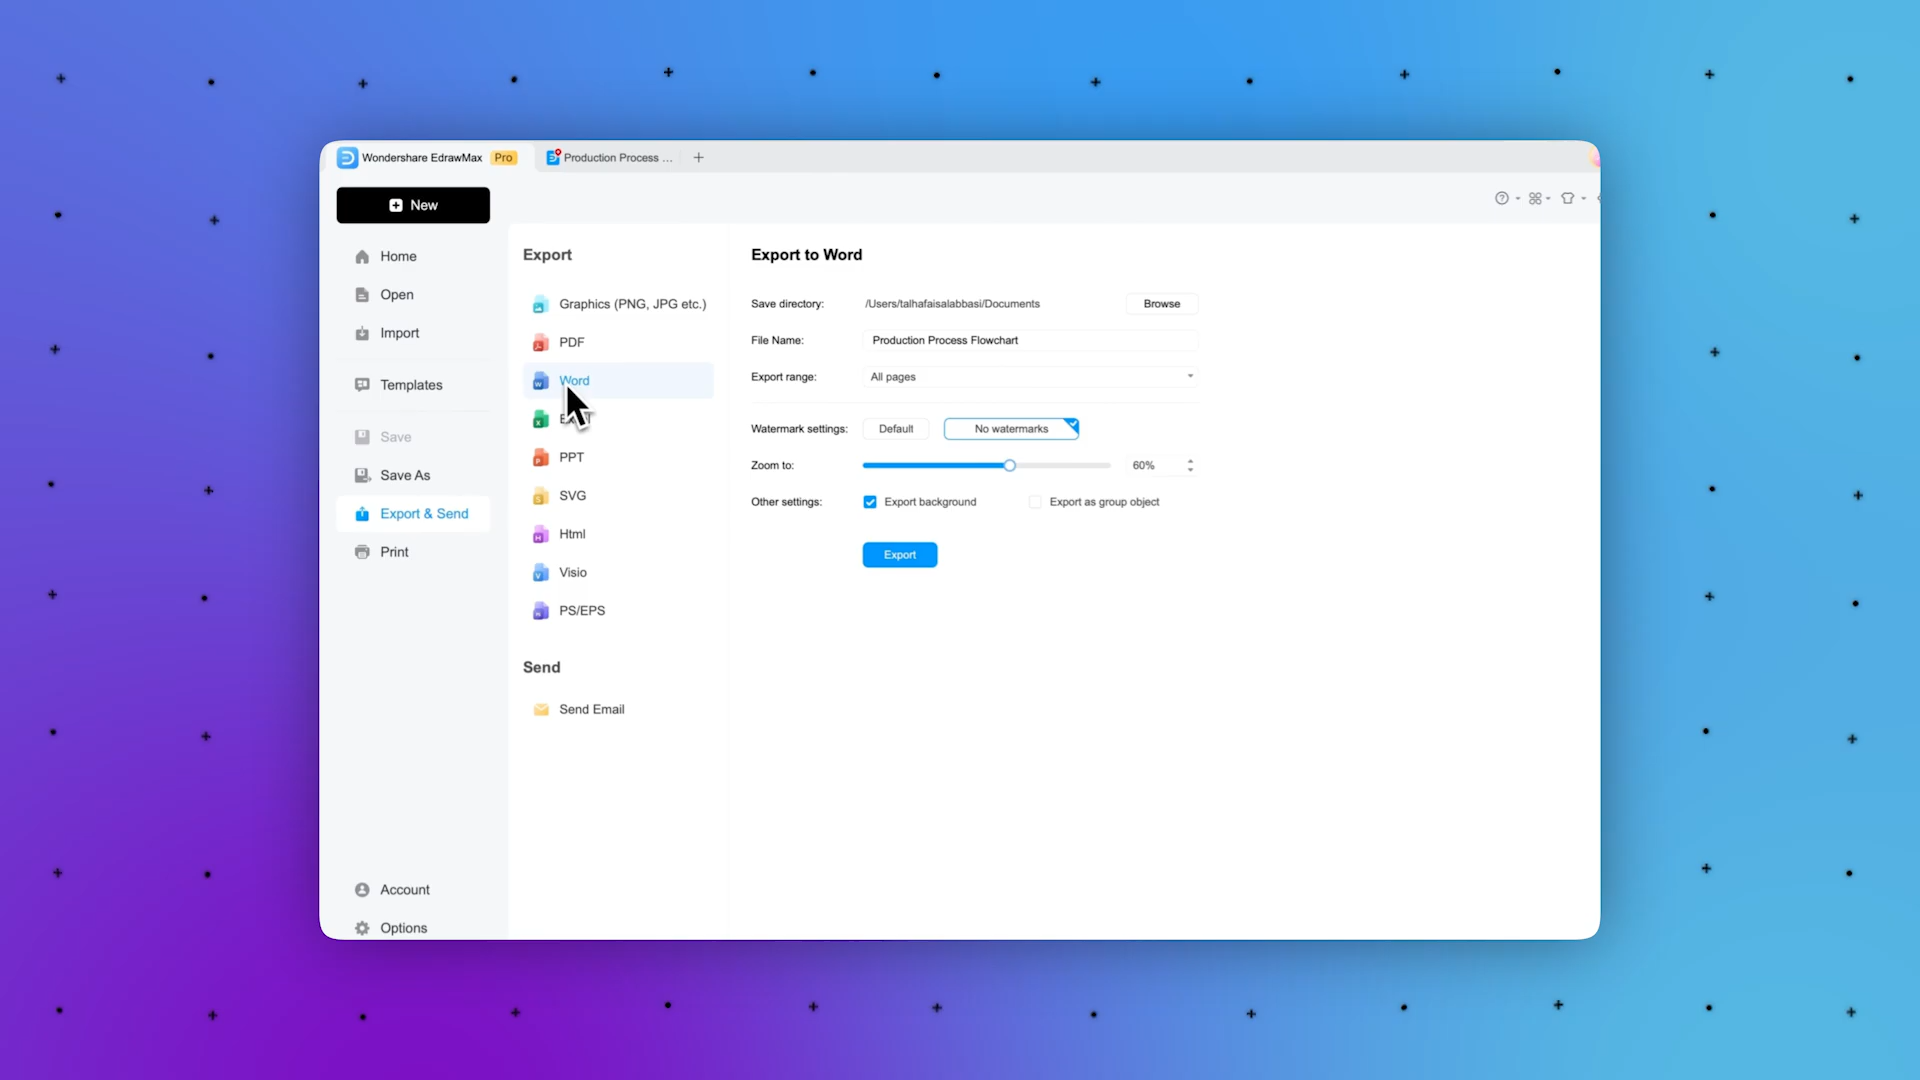 Wondershare EdrawMax Pro
Production Process ...
New
Home
Open
Import
Templates
Save
Save As
Export & Send
Print
Account
Options
Export
Graphics (PNG, JPG etc.)
PDF
Word
PPT
SVG
Html
Visio
PS/EPS
Send
Send Email
Export to Word
Save directory: /Users/talhafaisalabbasi/Documents Browse
File Name: Production Process Flowchart
Export range: All pages
Watermark settings: Default No watermarks
Zoom to: 60%
Other settings: Export background Export as group object
Export